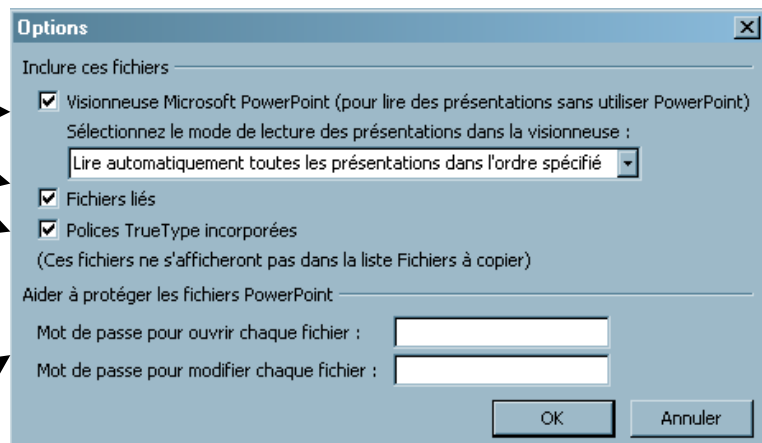 Options
Inclure ces fichiers
Visionneuse Microsoft PowerPoint (pour lire des présentations sans utiliser PowerPoint)
Sélectionnez le mode de lecture des présentations dans la visionneuse :
Lire automatiquement toutes les présentations dans l'ordre spécifié
Fichiers liés
Polices TrueType incorporées
(Ces fichiers ne s'afficheront pas dans la liste Fichiers à copier)
Aider à protéger les fichiers PowerPoint
Mot de passe pour ouvrir chaque fichier :
Mot de passe pour modifier chaque fichier :
OK Annuler